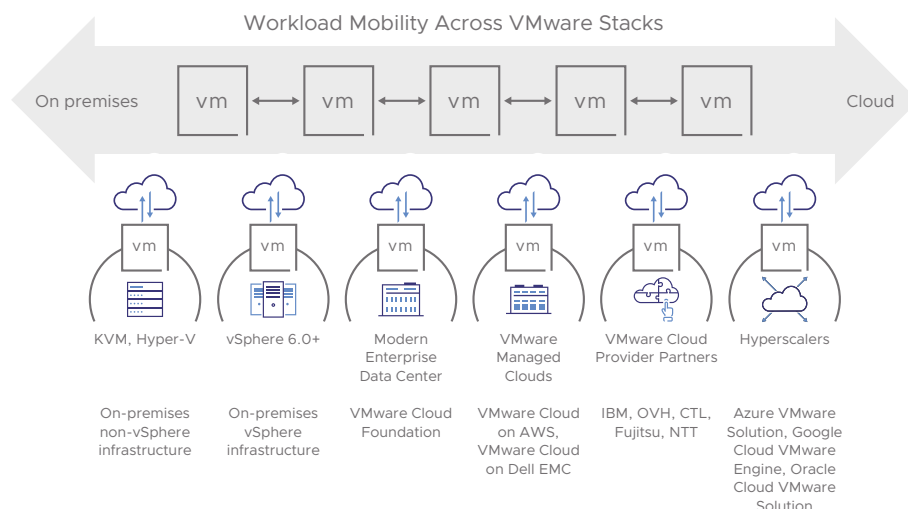 Workload Mobility Across VMware Stacks
On premises
vm
vm
vm
vm
vm
Cloud
vm
vm
vm
vm
vm
vm
KVM, Hyper-V
vSphere 6.0+
Modern
Enterprise
Data Center
VMware
Managed
Clouds
VMware Cloud
Provider Partners
Hyperscalers
On-premises
non-vSphere
infrastructure
On-premises
vSphere
infrastructure
VMware Cloud
Foundation
VMware Cloud
on AWS,
VMware Cloud
on Dell EMC
IBM, OVH, CTL,
Fujitsu, NTT
Azure VMware
Solution, Google
Cloud VMware
Engine, Oracle
Cloud VMware
Solution